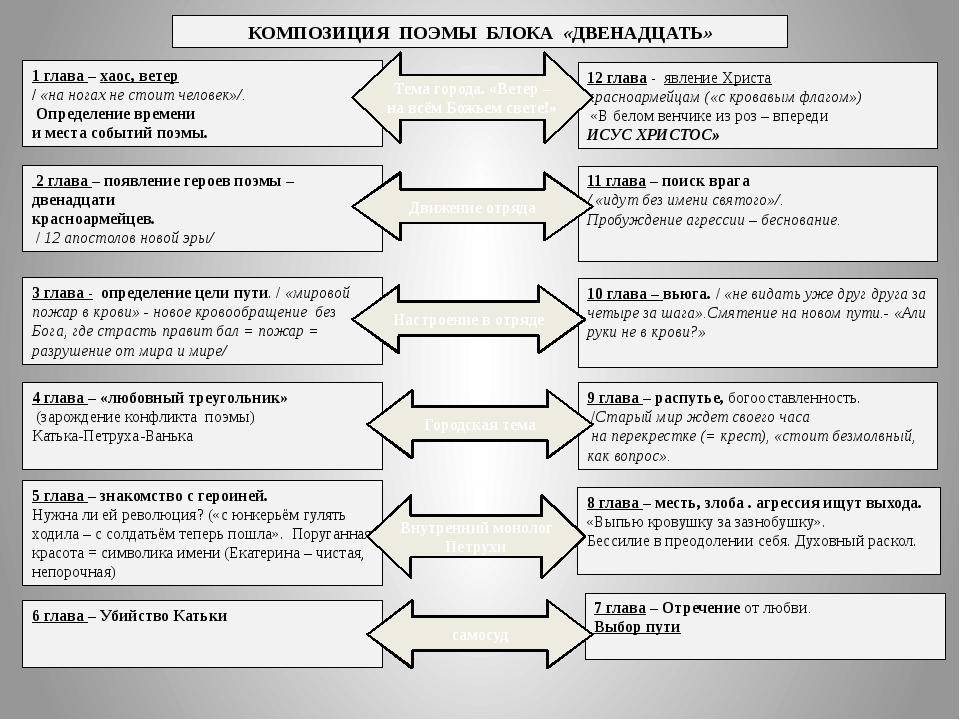 КОМПОЗИЦИЯ ПОЭМЫ БЛОКА «ДВЕНАДЦАТЬ»
1 глава – хаос, ветер
/ «на ногах не стоит человек»/.
Определение времени
и места событий поэмы.
Тема города. «Ветер –
на всём Божьем свете!»
12 глава - явление Христа
красноармейцам («с кровавым флагом»)
«В белом венчике из роз – впереди
ИСУС ХРИСТОС»
2 глава – появление героев поэмы –
двенадцати
красноармейцев.
/ 12 апостолов новой эры/
Движение отряда
11 глава – поиск врага
/ «идут без имени святого»/.
Пробуждение агрессии – беснование.
3 глава - определение цели пути. / «мировой
пожар в крови» - новое кровообращение без
Бога, где страсть правит бал = пожар =
разрушение от мира и мире/
Настроение в отряде
10 глава – вьюга. / «не видать уже друг друга за
четыре за шага».Смятение на новом пути.- «Али
руки не в крови?»
4 глава – «любовный треугольник»
(зарождение конфликта поэмы)
Катька-Петруха-Ванька
Городская тема
9 глава – распутье, богооставленность.
/Старый мир ждет своего часа
на перекрестке (= крест), «стоит безмолвный,
как вопрос».
5 глава – знакомство с героиней.
Нужна ли ей революция? («с юнкерьём гулять
ходила – с солдатьём теперь пошла». Поруганная
красота = символика имени (Екатерина – чистая,
непорочная)
Внутренний монолог
Петрухи
8 глава – месть, злоба . агрессия ищут выхода.
«Выпью кровушку за зазнобушку».
Бессилие в преодолении себя. Духовный раскол.
6 глава – Убийство Катьки
самосуд
7 глава – Отречение от любви.
Выбор пути